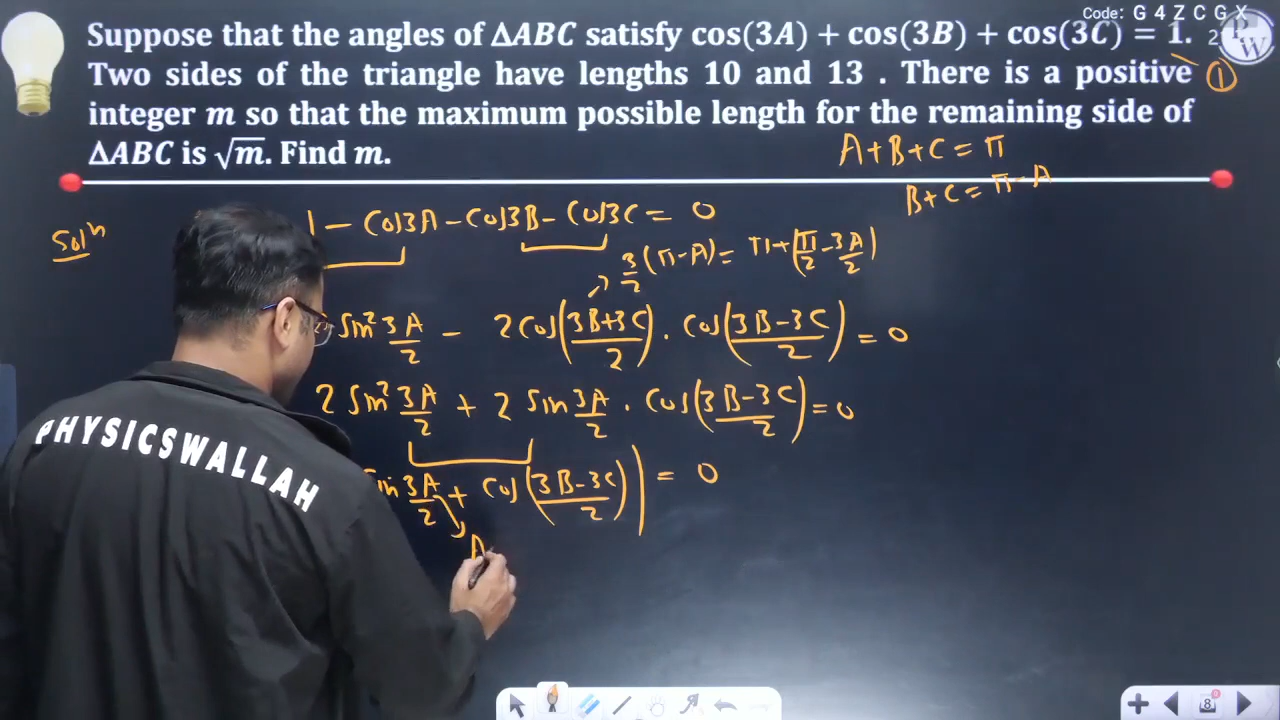 Code: G 4 Z C G X
Suppose that the angles of ΔABC satisfy cos(3A) + cos(3B) + cos(3C) = 1.
Two sides of the triangle have lengths 10 and 13 . There is a positive ①
integer m so that the maximum possible length for the remaining side of
ΔABC is √m. Find m.
A+B+C = π
B+C = π-A
Solⁿ
1 - Cos3A - Cos3B - Cos3C = 0
3/2 (π-A) = π+(π/2 - 3A/2)
Sin² 3A/2 - 2Cos(3B+3C/2) . Cos(3B-3C/2) = 0
2 Sin² 3A/2 + 2 Sin 3A/2 . Cos(3B-3C/2) = 0
3A/2 + Cos(3B-3C/2) = 0
A
PHYSICSWALLAH
8